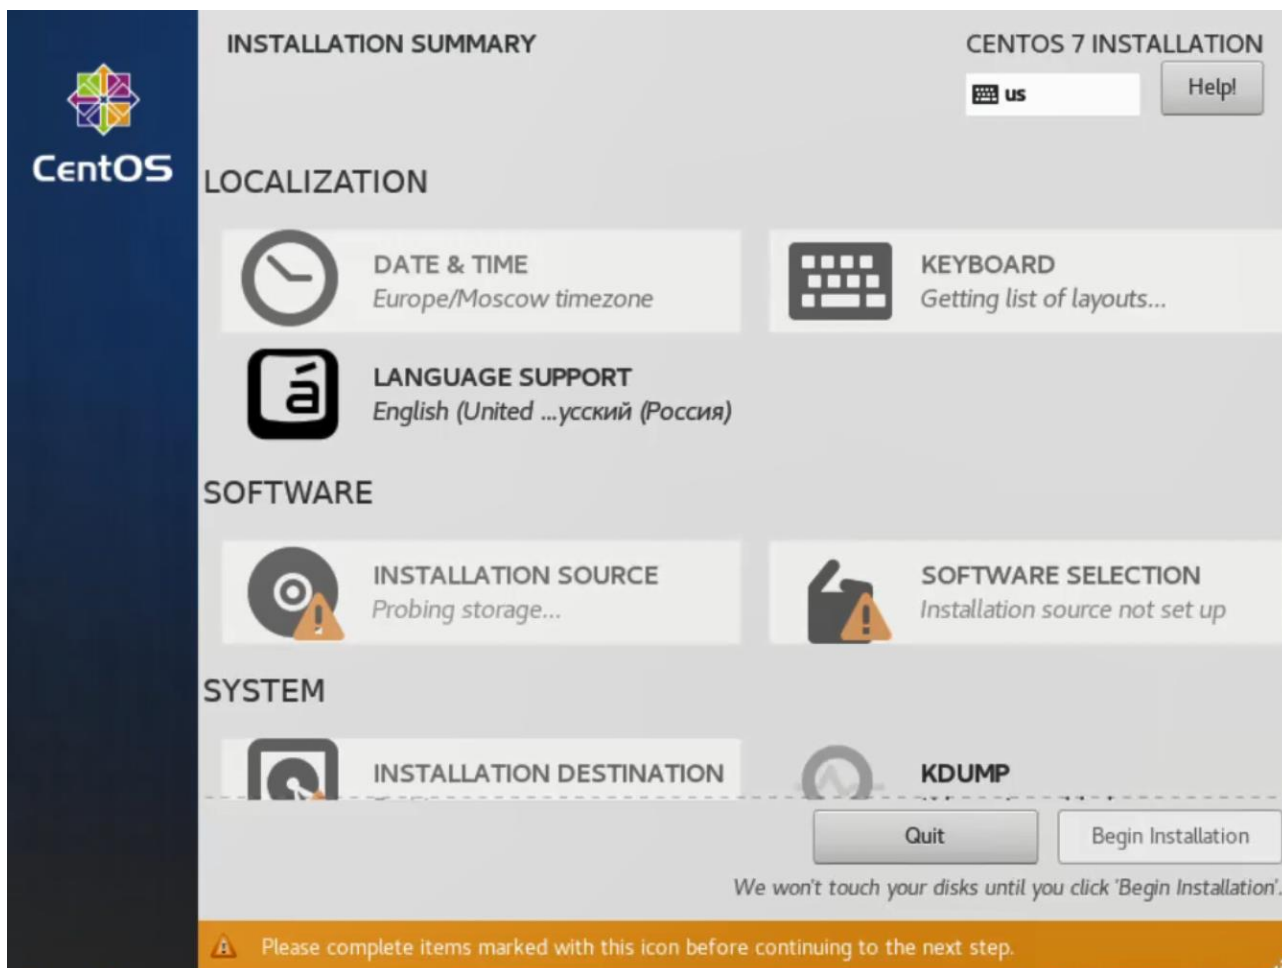 INSTALLATION SUMMARY
CENTOS 7 INSTALLATION
us
Help!
CentOS
LOCALIZATION
DATE & TIME
Europe/Moscow timezone
KEYBOARD
Getting list of layouts...
á
LANGUAGE SUPPORT
English (United ...усский (Россия)
SOFTWARE
INSTALLATION SOURCE
Probing storage...
SOFTWARE SELECTION
Installation source not set up
SYSTEM
INSTALLATION DESTINATION
KDUMP
Quit
Begin Installation
We won't touch your disks until you click 'Begin Installation'.
Please complete items marked with this icon before continuing to the next step.